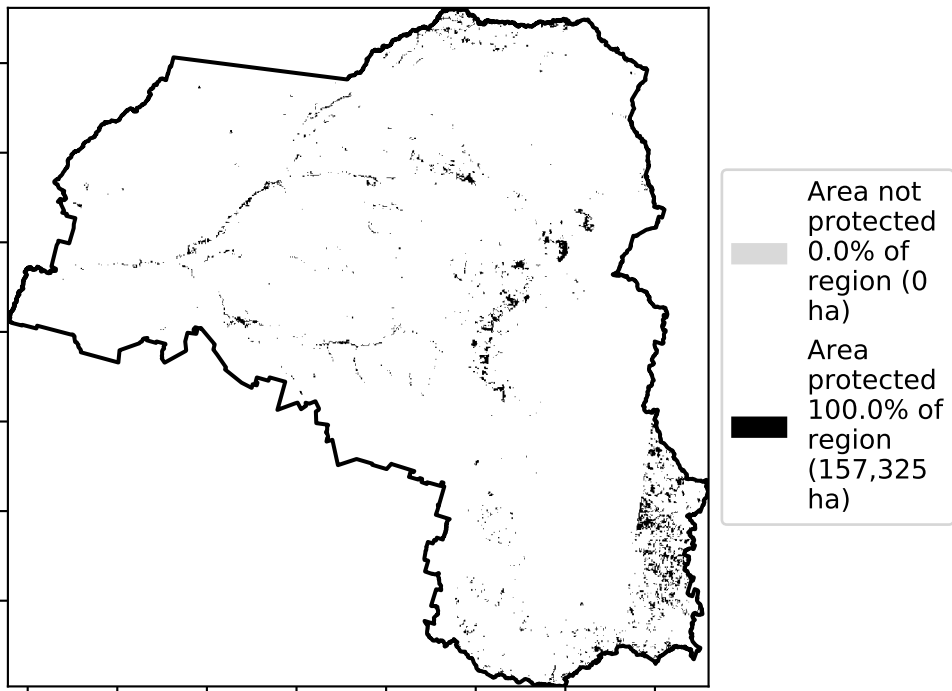 Area not
protected
0.0% of
region (0
ha)
Area
protected
100.0% of
region
(157,325
ha)